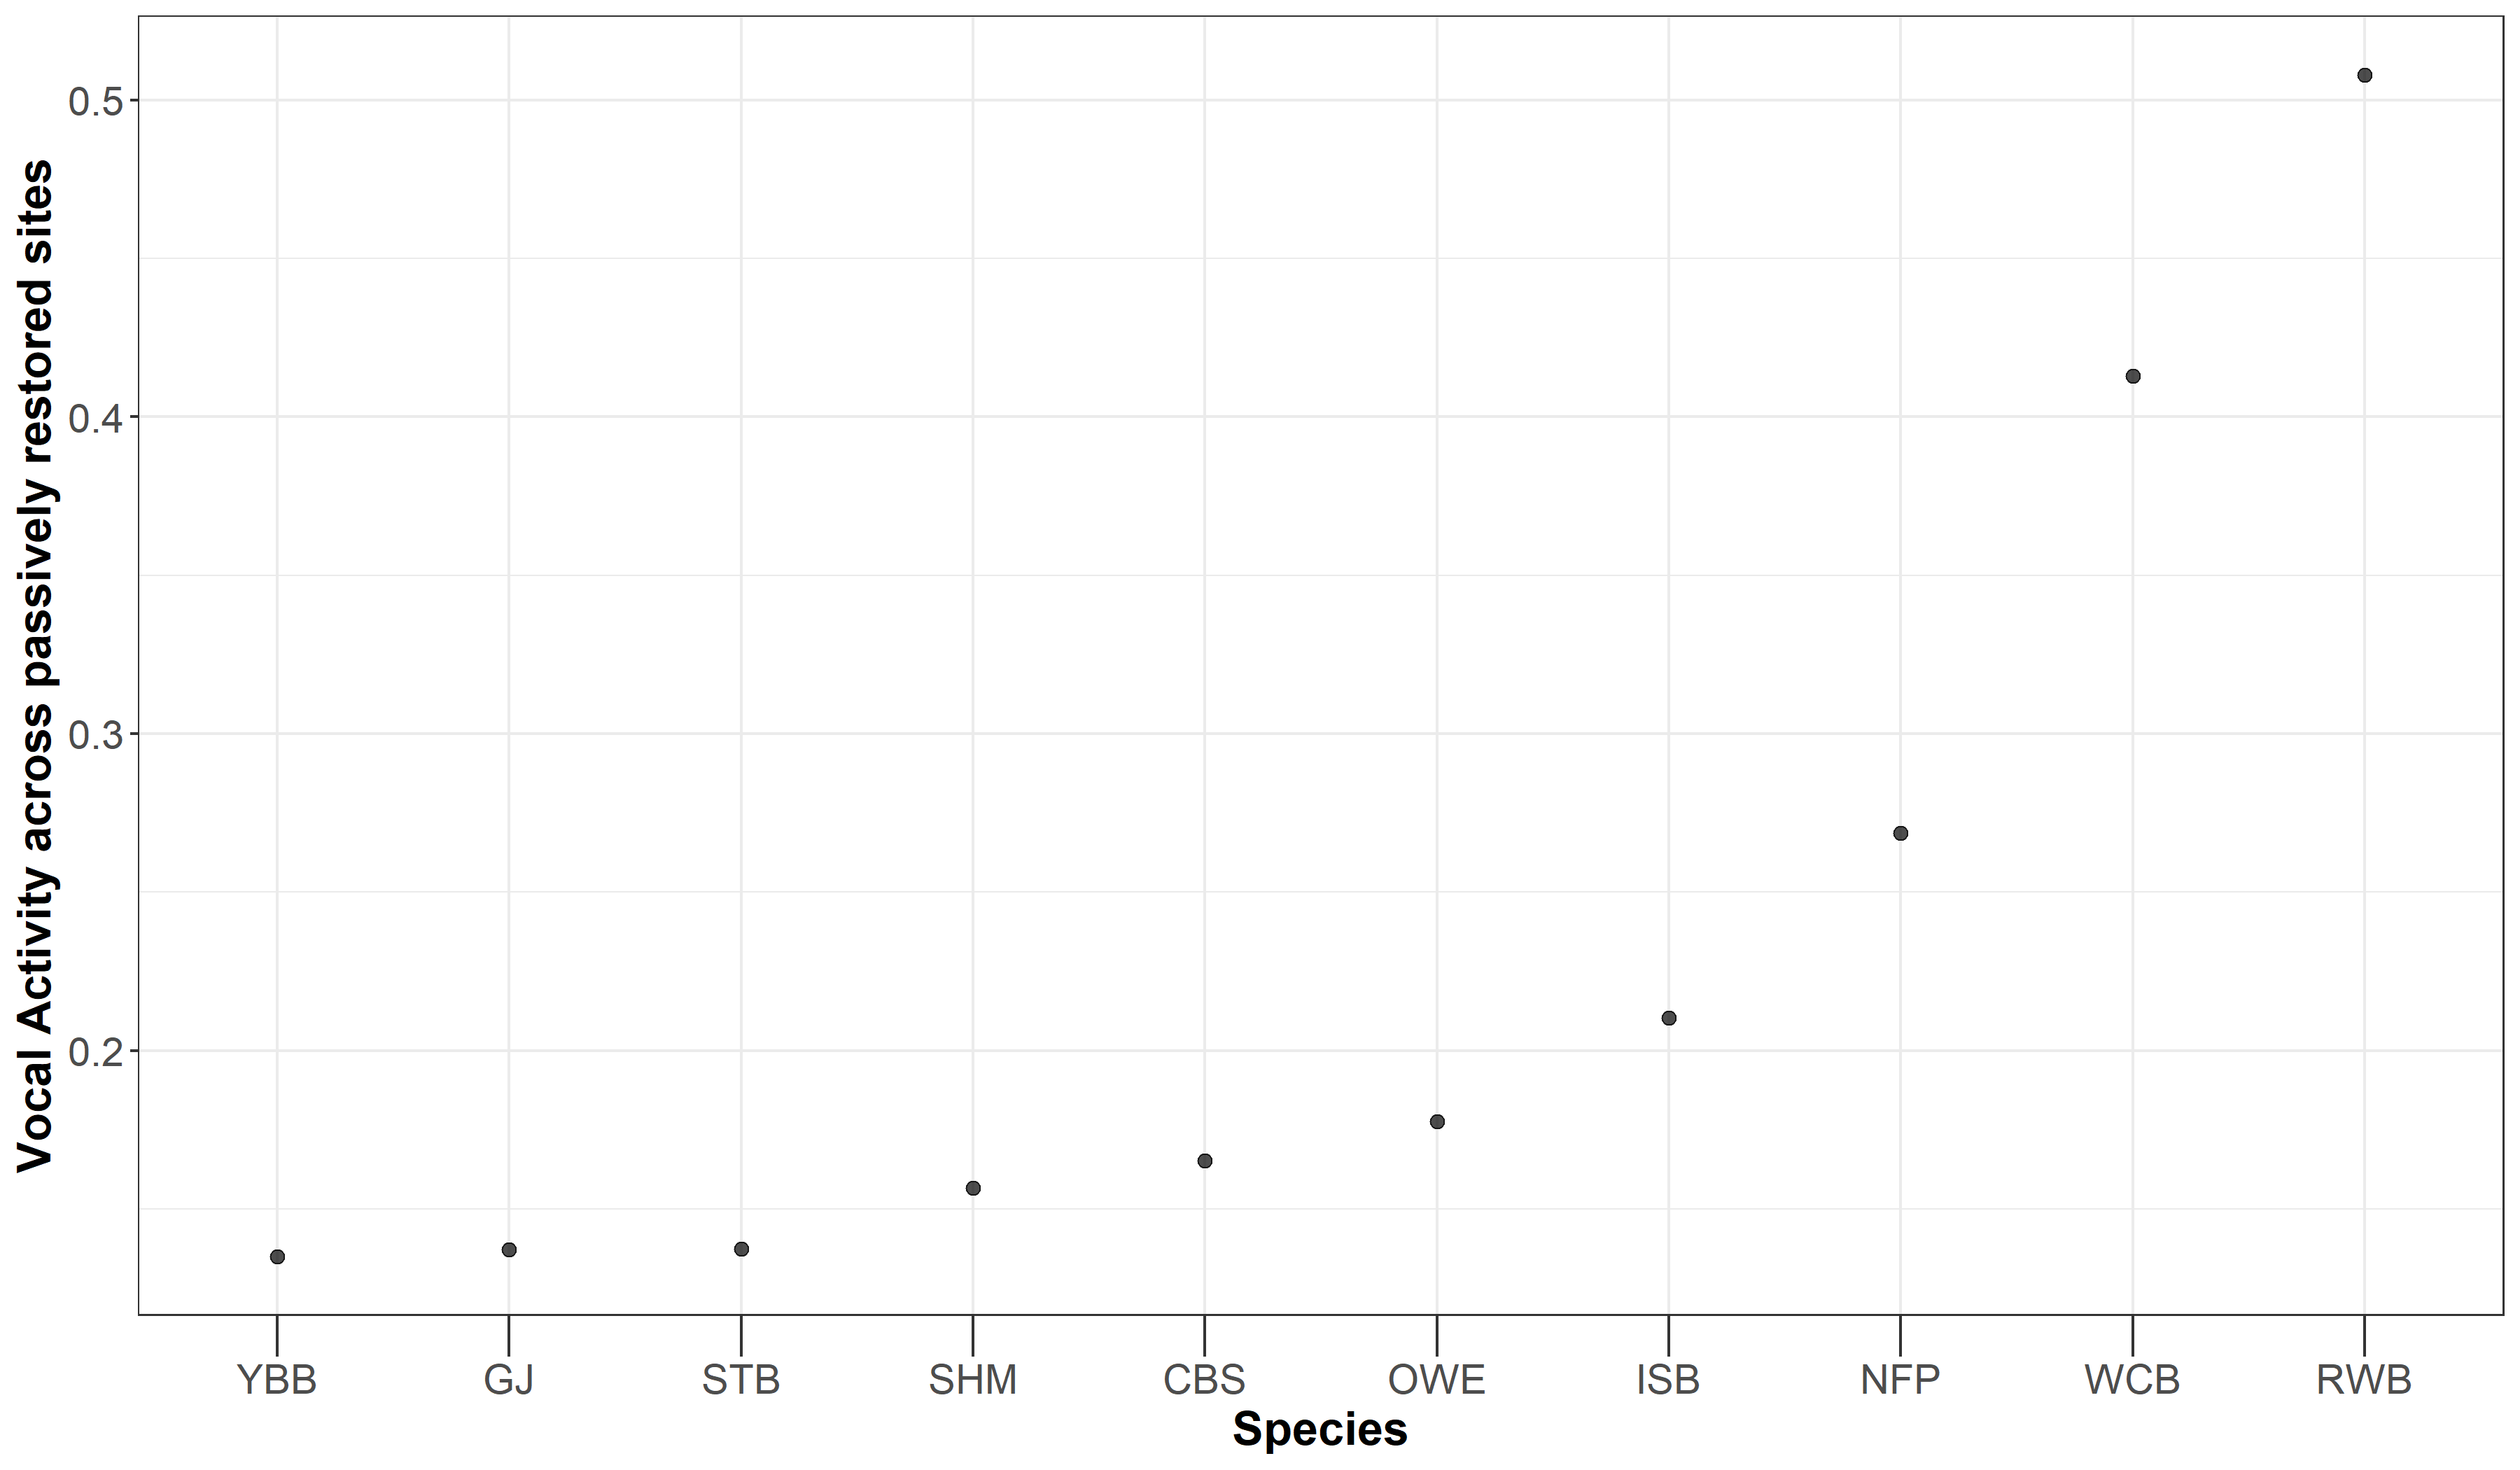 Vocal Activity across passively restored sites
0.5
0.4
0.3
0.2
YBB GJ STB SHM CBS OWE ISB NFP WCB RWB
Species